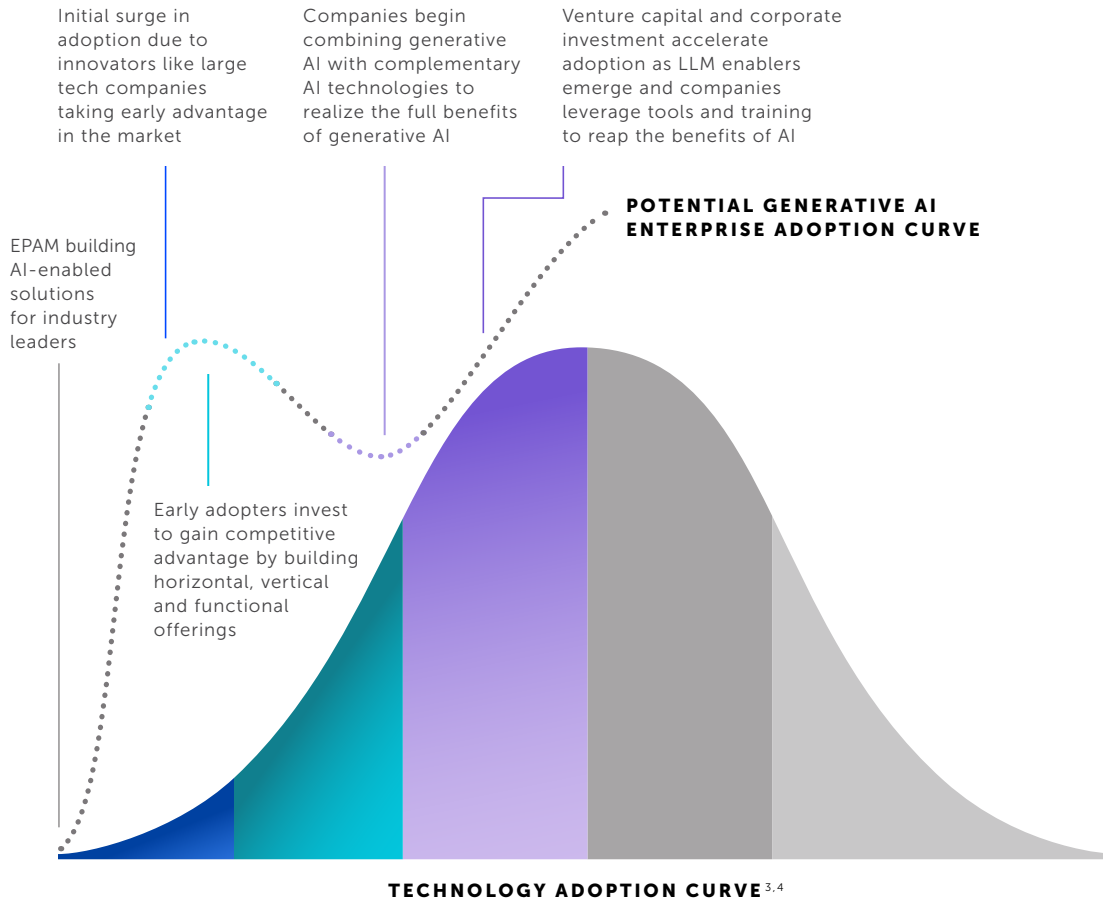 Initial surge in
adoption due to
innovators like large
tech companies
taking early advantage
in the market
Companies begin
combining generative
AI with complementary
AI technologies to
realize the full benefits
of generative AI
Venture capital and corporate
investment accelerate
adoption as LLM enablers
emerge and companies
leverage tools and training
to reap the benefits of AI
POTENTIAL GENERATIVE AI
ENTERPRISE ADOPTION CURVE
EPAM building
AI-enabled
solutions
for industry
leaders
Early adopters invest
to gain competitive
advantage by building
horizontal, vertical
and functional
offerings
TECHNOLOGY ADOPTION CURVE 3,4